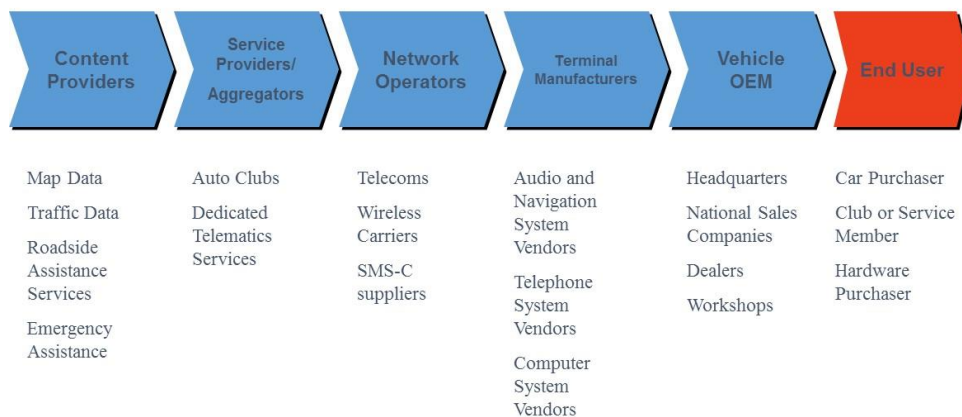 Content
Providers
Service
Providers/
Aggregators
Network
Operators
Terminal
Manufacturers
Vehicle
OEM
End User
Map Data
Traffic Data
Roadside
Assistance
Services
Emergency
Assistance
Auto Clubs
Dedicated
Telematics
Services
Telecoms
Wireless
Carriers
SMS-C
suppliers
Audio and
Navigation
System
Vendors
Telephone
System
Vendors
Computer
System
Vendors
Headquarters
National Sales
Companies
Dealers
Workshops
Car Purchaser
Club or Service
Member
Hardware
Purchaser